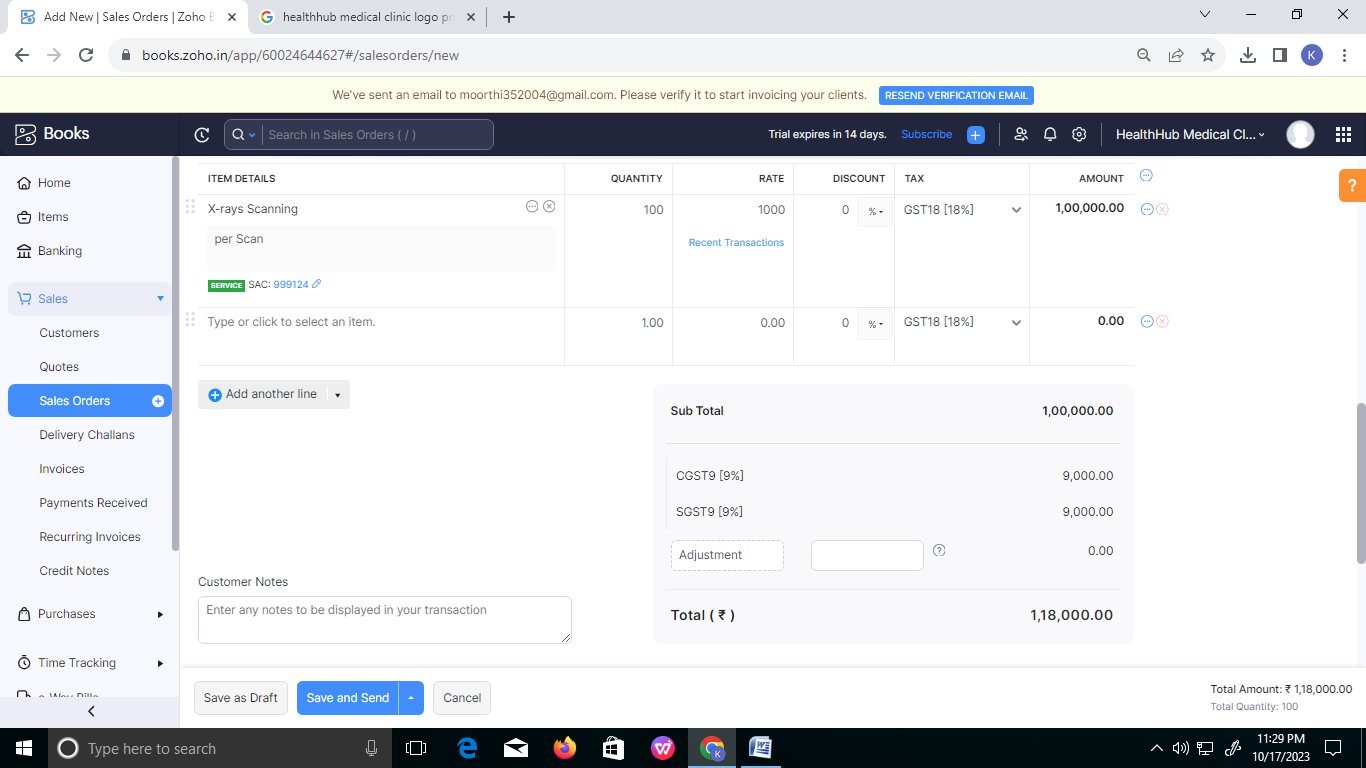 Add New | Sales Orders | Zoho B
healthhub medical clinic logo pn
books.zoho.in/app/60024644627#/salesorders/new
K
We've sent an email to moorthi352004@gmail.com. Please verify it to start invoicing your clients.
RESEND VERIFICATION EMAIL
Books
Search in Sales Orders ( / )
Trial expires in 14 days.
Subscribe
HealthHub Medical Cl...
Home
Items
Banking
Sales
Customers
Quotes
Sales Orders
Delivery Challans
Invoices
Payments Received
Recurring Invoices
Credit Notes
Purchases
Time Tracking
e-Way Bills
ITEM DETAILS QUANTITY RATE DISCOUNT TAX AMOUNT
?
X-rays Scanning 100 1000 0 % GST18 [18%] 1,00,000.00
per Scan
Recent Transactions
SERVICE SAC: 999124
Type or click to select an item. 1.00 0.00 0 % GST18 [18%] 0.00
Add another line
Sub Total 1,00,000.00
CGST9 [9%] 9,000.00
SGST9 [9%] 9,000.00
Adjustment ? 0.00
Total ( ₹ ) 1,18,000.00
Customer Notes
Enter any notes to be displayed in your transaction
Save as Draft
Save and Send
Cancel
Total Amount: ₹ 1,18,000.00
Total Quantity: 100
Type here to search
K
11:29 PM
10/17/2023